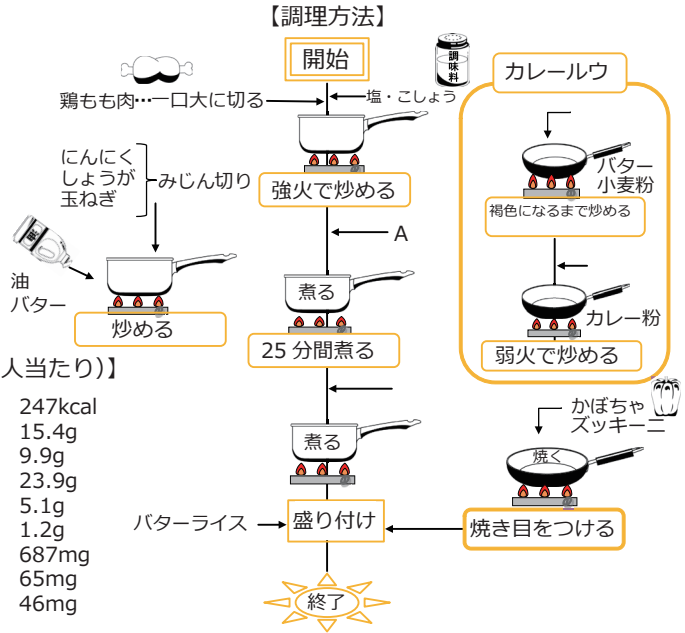 【調理方法】
開始
調味料
鶏もも肉…一口大に切る
塩・こしょう
強火で炒める
にんにく
しょうが
玉ねぎ
みじん切り
油
バター
炒める
A
煮る
25分間煮る
煮る
カレールウ
バター
小麦粉
褐色になるまで炒める
カレー粉
弱火で炒める
かぼちゃ
ズッキーニ
焼く
焼き目をつける
バターライス
盛り付け
終了
人当たり)】
247kcal
15.4g
9.9g
23.9g
5.1g
1.2g
687mg
65mg
46mg